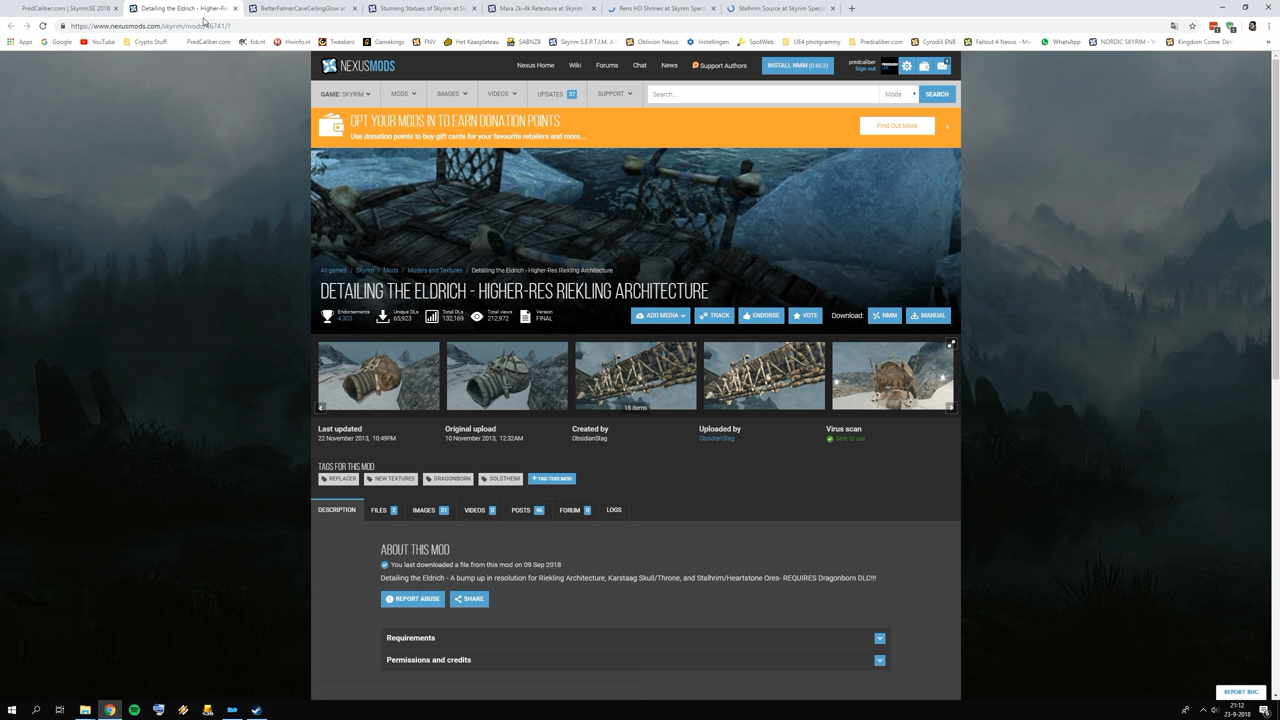 PredCaliber.com | SkyrimSE 2018
Detailing the Eldrich - Higher-Re
BetterFalmerCaveCeilingGlow at
Stunning Statues of Skyrim at Sk
Mara 2k-4k Retexture at Skyrim
Rens HD Shrines at Skyrim Speci
Stalhrim Source at Skyrim Speci
https://www.nexusmods.com/skyrim/mods/46741/?
Apps Google YouTube Crypto Stuff PredCaliber.com fok.nl Hwinfo.nl Tweakers Gamekings FNV Het Kaasplateau SABNZB Skyrim S.E.P.T.I.M. Oblivion Nexus Instellingen SpotWeb UE4 photgrammy Predcaliber.com Cyrodiil ENB Fallout 4 Nexus - Mo WhatsApp NORDIC SKYRIM - Kingdom Come: Del
NEXUSMODS
Nexus Home Wiki Forums Chat News Support Authors
INSTALL NMM (0.65.2)
predcaliber
Sign out
GAME: SKYRIM MODS IMAGES VIDEOS UPDATES 37 SUPPORT
Search... Mods SEARCH
OPT YOUR MODS IN TO EARN DONATION POINTS
Use donation points to buy gift cards for your favourite retailers and more...
Find Out More
All games / Skyrim / Mods / Models and Textures / Detailing the Eldrich - Higher-Res Riekling Architecture
DETAILING THE ELDRICH - HIGHER-RES RIEKLING ARCHITECTURE
Endorsements Unique DLs Total DLs Total views Version
4,303 65,923 132,169 212,972 FINAL
ADD MEDIA TRACK ENDORSE VOTE Download: NMM MANUAL
18 items
Last updated Original upload Created by Uploaded by Virus scan
22 November 2013, 10:49PM 10 November 2013, 12:32AM ObsidianStag ObsidianStag Safe to use
TAGS FOR THIS MOD
REPLACER NEW TEXTURES DRAGONBORN SOLSTHEIM + TAG THIS MOD
DESCRIPTION FILES 2 IMAGES 31 VIDEOS 0 POSTS 46 FORUM 0 LOGS
ABOUT THIS MOD
You last downloaded a file from this mod on 09 Sep 2018
Detailing the Eldrich - A bump up in resolution for Riekling Architecture, Karstaag Skull/Throne, and Stalhrim/Heartstone Ores- REQUIRES Dragonborn DLC!!!
REPORT ABUSE SHARE
Requirements
Permissions and credits
REPORT BUG
21:12
23-9-2018